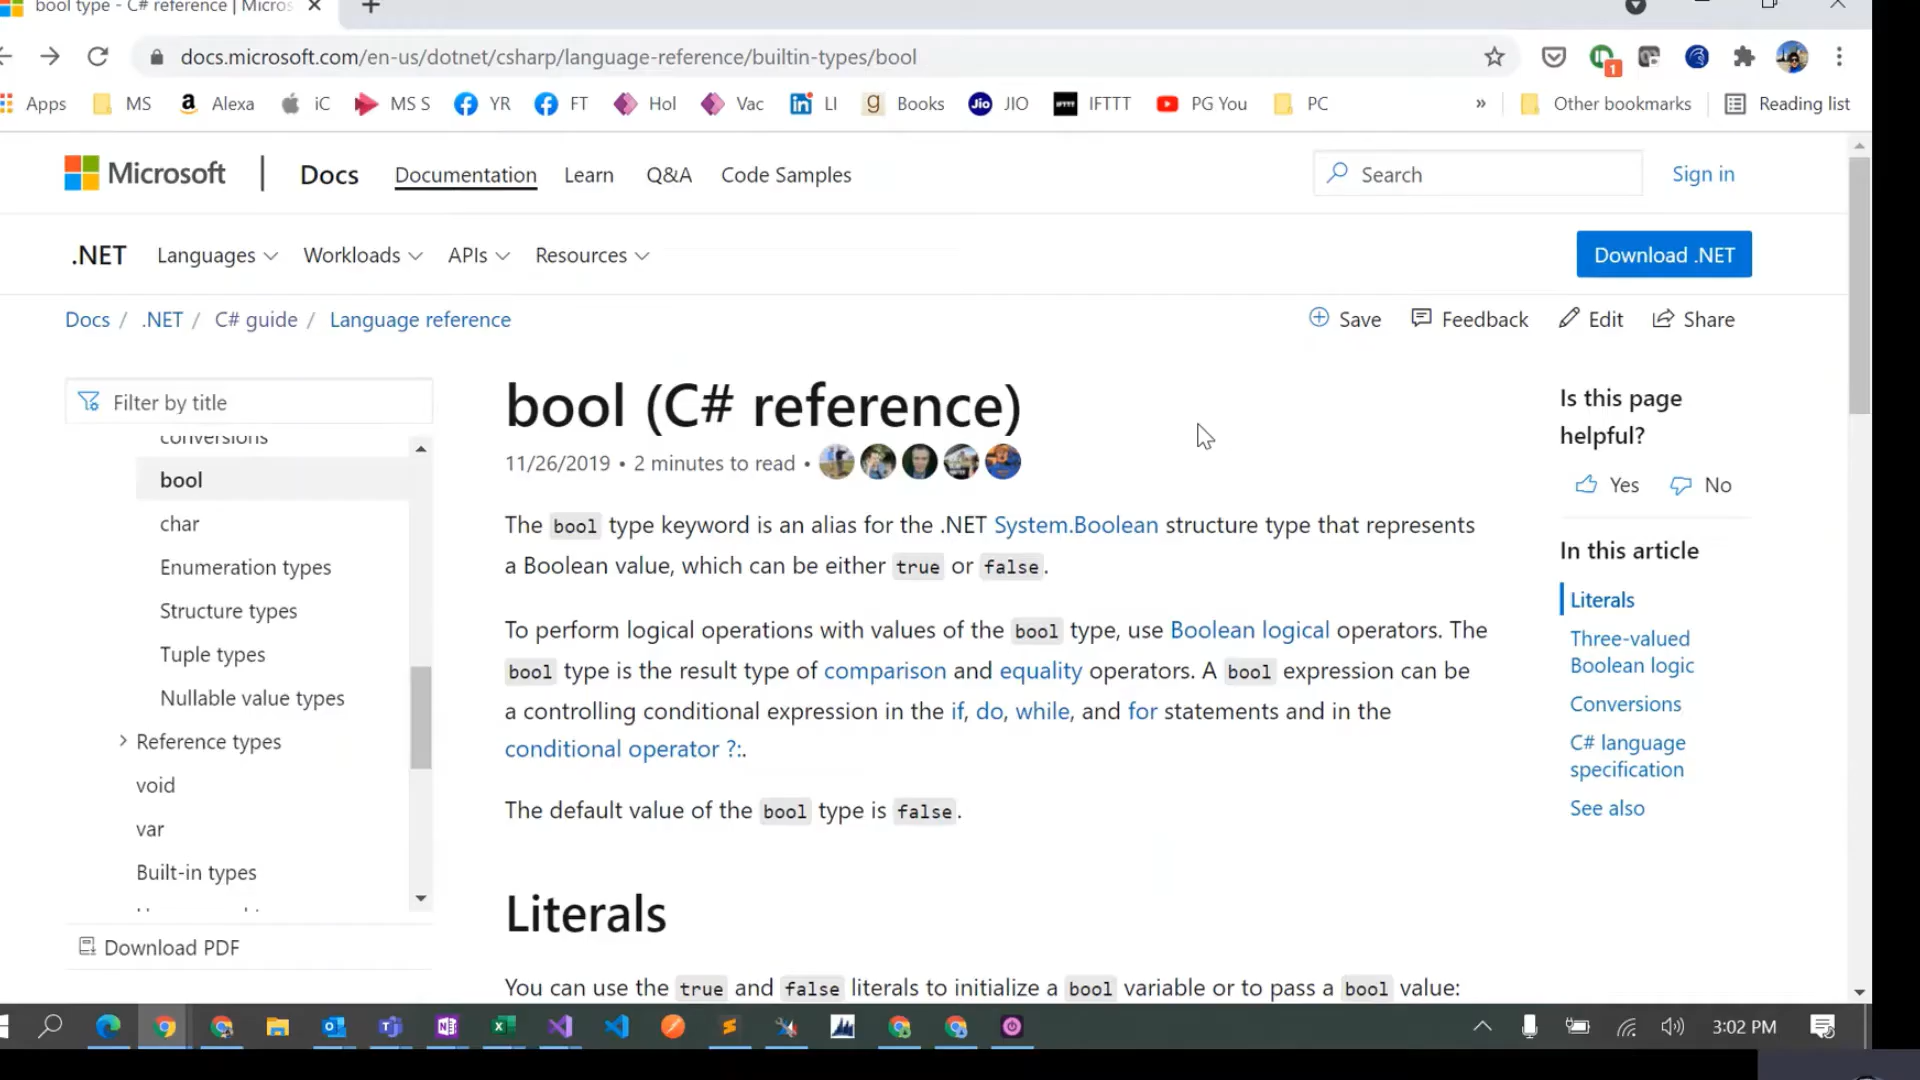 bool type - C# reference | Micros
docs.microsoft.com/en-us/dotnet/csharp/language-reference/builtin-types/bool
1
Apps MS Alexa iC MS S YR FT Hol Vac LI Books JIO IFTTT PG You PC » Other bookmarks Reading list
Microsoft | Docs Documentation Learn Q&A Code Samples Search Sign in
.NET Languages Workloads APIs Resources Download .NET
Docs / .NET / C# guide / Language reference
Save Feedback Edit Share
Filter by title
conversions
bool
char
Enumeration types
Structure types
Tuple types
Nullable value types
Reference types
void
var
Built-in types
Download PDF
bool (C# reference)
11/26/2019 • 2 minutes to read •
The bool type keyword is an alias for the .NET System.Boolean structure type that represents
a Boolean value, which can be either true or false.
To perform logical operations with values of the bool type, use Boolean logical operators. The
bool type is the result type of comparison and equality operators. A bool expression can be
a controlling conditional expression in the if, do, while, and for statements and in the
conditional operator ?:.
The default value of the bool type is false.
Literals
You can use the true and false literals to initialize a bool variable or to pass a bool value:
Is this page
helpful?
Yes No
In this article
Literals
Three-valued
Boolean logic
Conversions
C# language
specification
See also
3:02 PM